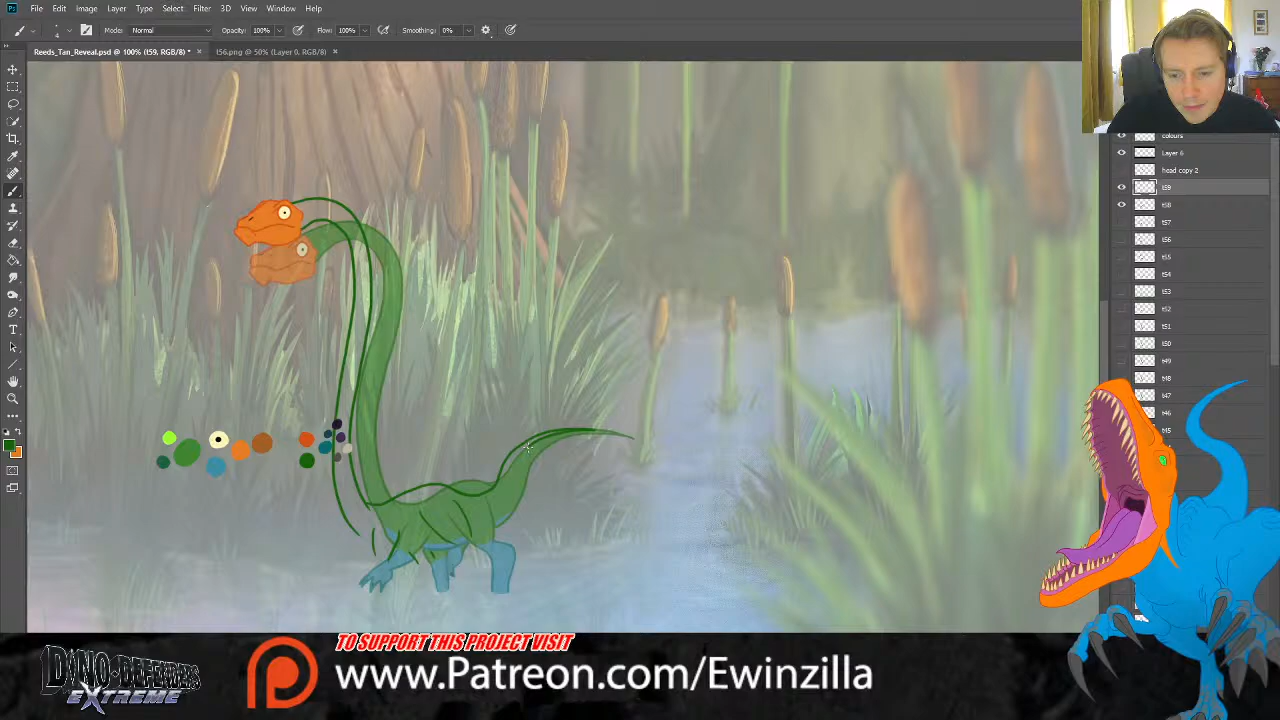 File Edit Image Layer Type Select Filter 3D View Window Help
Mode: Normal Opacity: 100% Flow: 100% Smoothing: 0%
Reeds_Tan_Reveal.psd @ 100% (t59, RGB/8) * × t56.png @ 50% (Layer 0, RGB/8) ×
colours
Layer 6
head copy 2
t59
t58
t57
t56
t55
t54
t53
t52
t51
t50
t49
t48
t47
t46
t45
DINO-DEFENDERS
EXTREME
TO SUPPORT THIS PROJECT VISIT
www.Patreon.com/Ewinzilla